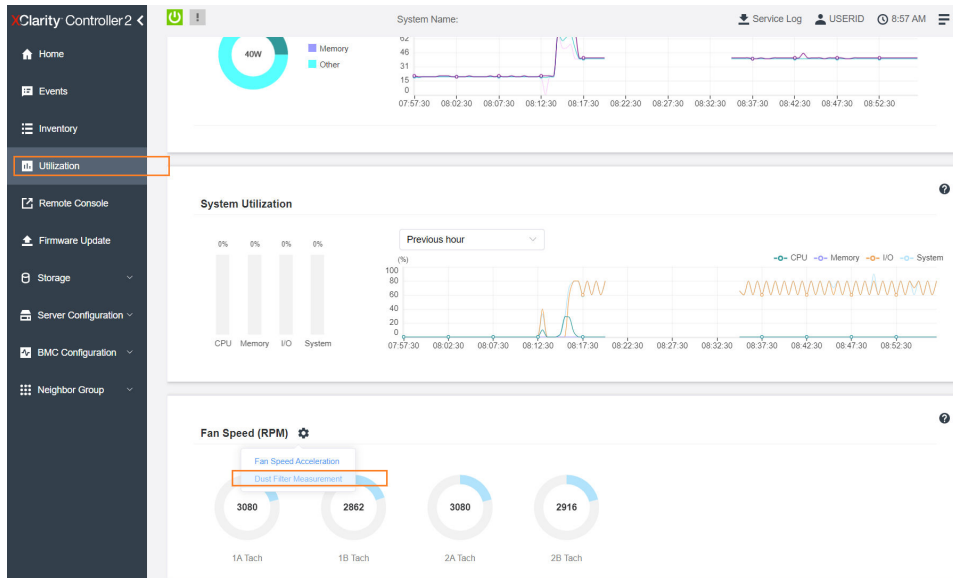 XClarity Controller 2
System Name:
Service Log
USERID
8:57 AM
Home
Events
Inventory
Utilization
Remote Console
Firmware Update
Storage
Server Configuration
BMC Configuration
Neighbor Group
40W
Memory
Other
62
46
31
15
0
07:57:30 08:02:30 08:07:30 08:12:30 08:17:30 08:22:30 08:27:30 08:32:30 08:37:30 08:42:30 08:47:30 08:52:30
System Utilization
0% 0% 0% 0%
CPU Memory I/O System
Previous hour
CPU Memory I/O System
(%)
100
80
60
40
20
0
07:57:30 08:02:30 08:07:30 08:12:30 08:17:30 08:22:30 08:27:30 08:32:30 08:37:30 08:42:30 08:47:30 08:52:30
Fan Speed (RPM)
Fan Speed Acceleration
Dust Filter Measurement
3080 2862 3080 2916
1A Tach 1B Tach 2A Tach 2B Tach